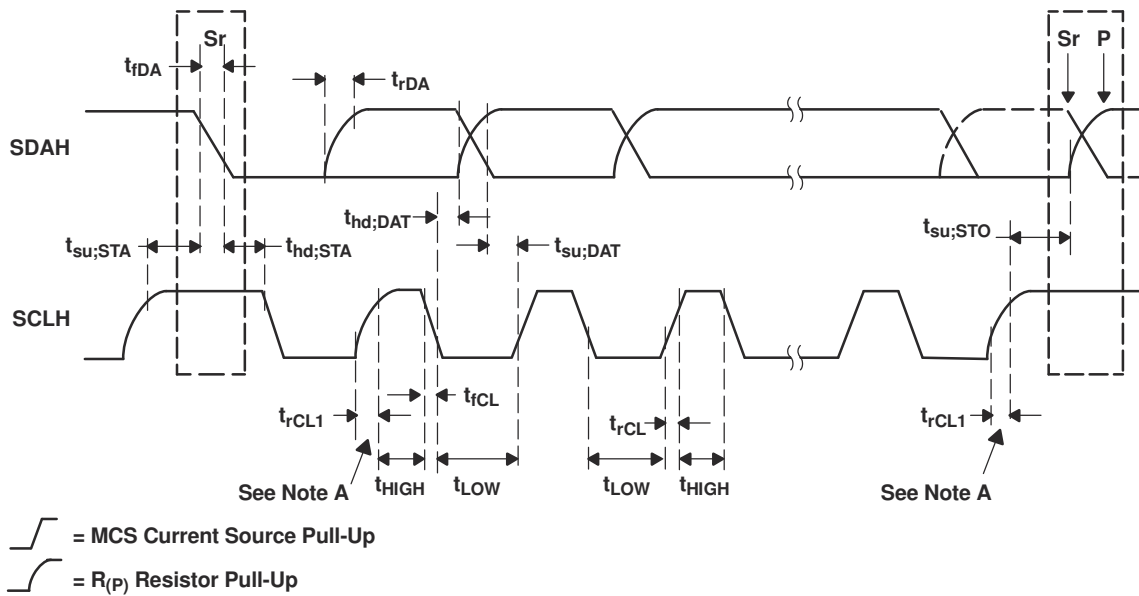 Sr
Sr P
tfDA
trDA
SDAH
thd;DAT
tsu;STO
tsu;STA
thd;STA
tsu;DAT
SCLH
tfCL
trCL1
trCL
trCL1
tHIGH
tLOW
tLOW
tHIGH
See Note A
See Note A
= MCS Current Source Pull-Up
= R(P) Resistor Pull-Up